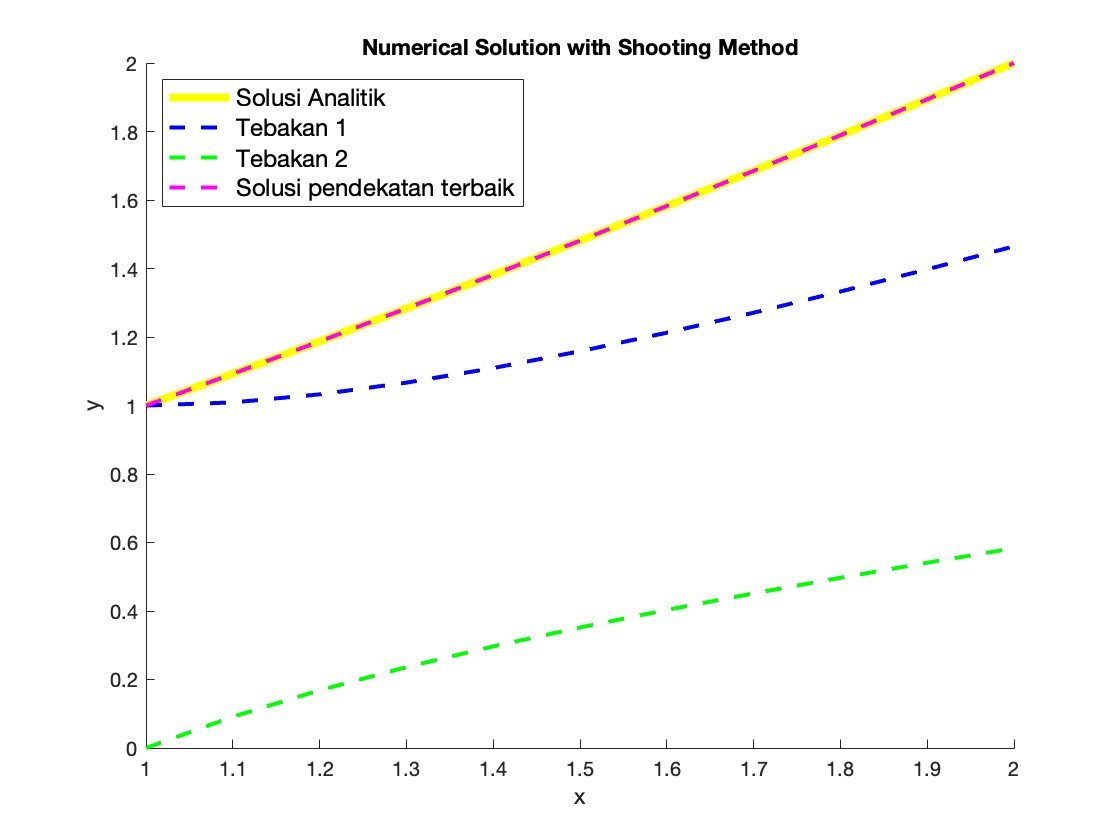 Numerical Solution with Shooting Method
Solusi Analitik
Tebakan 1
Tebakan 2
Solusi pendekatan terbaik
2
1.8
1.6
1.4
1.2
1
0.8
0.6
0.4
0.2
0
y
1 1.1 1.2 1.3 1.4 1.5 1.6 1.7 1.8 1.9 2
x